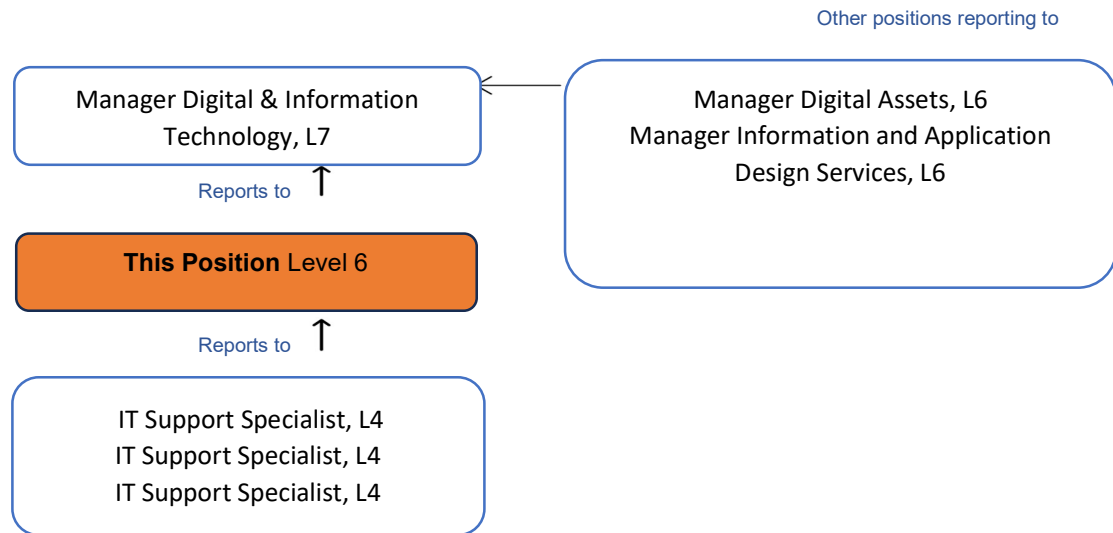 Other positions reporting to
Manager Digital & Information
Technology, L7
Manager Digital Assets, L6
Manager Information and Application
Design Services, L6
Reports to ↑
This Position Level 6
Reports to ↑
IT Support Specialist, L4
IT Support Specialist, L4
IT Support Specialist, L4